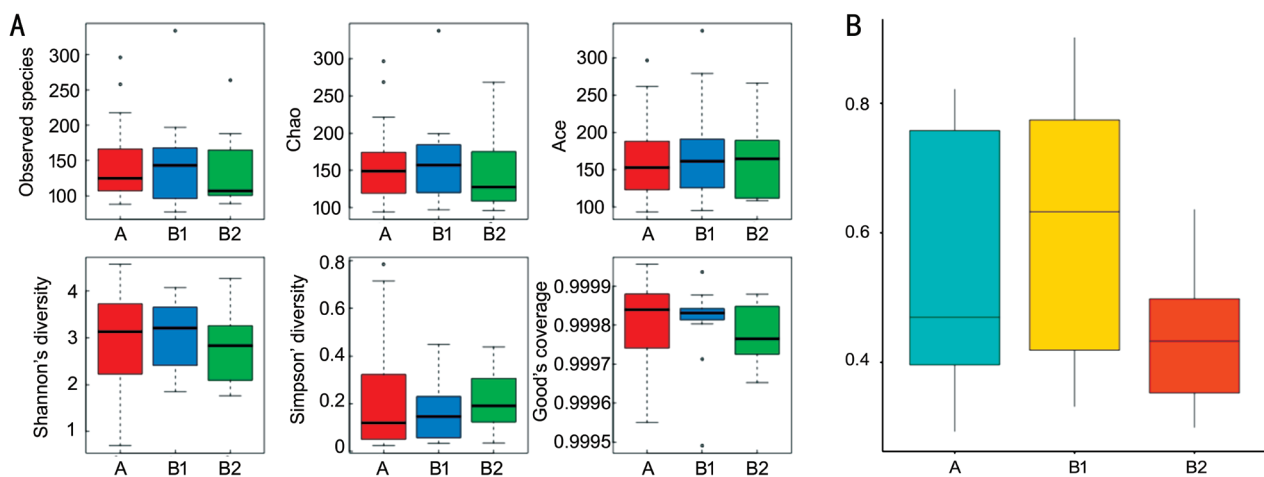 A
Observed species
300
250
200
150
100
A B1 B2
Chao
300
250
200
150
100
A B1 B2
Ace
300
250
200
150
100
A B1 B2
Shannon's diversity
4
3
2
1
A B1 B2
Simpson' diversity
0.8
0.6
0.4
0.2
0
A B1 B2
Good's coverage
0.9999
0.9998
0.9997
0.9996
0.9995
A B1 B2
B
0.8
0.6
0.4
A B1 B2